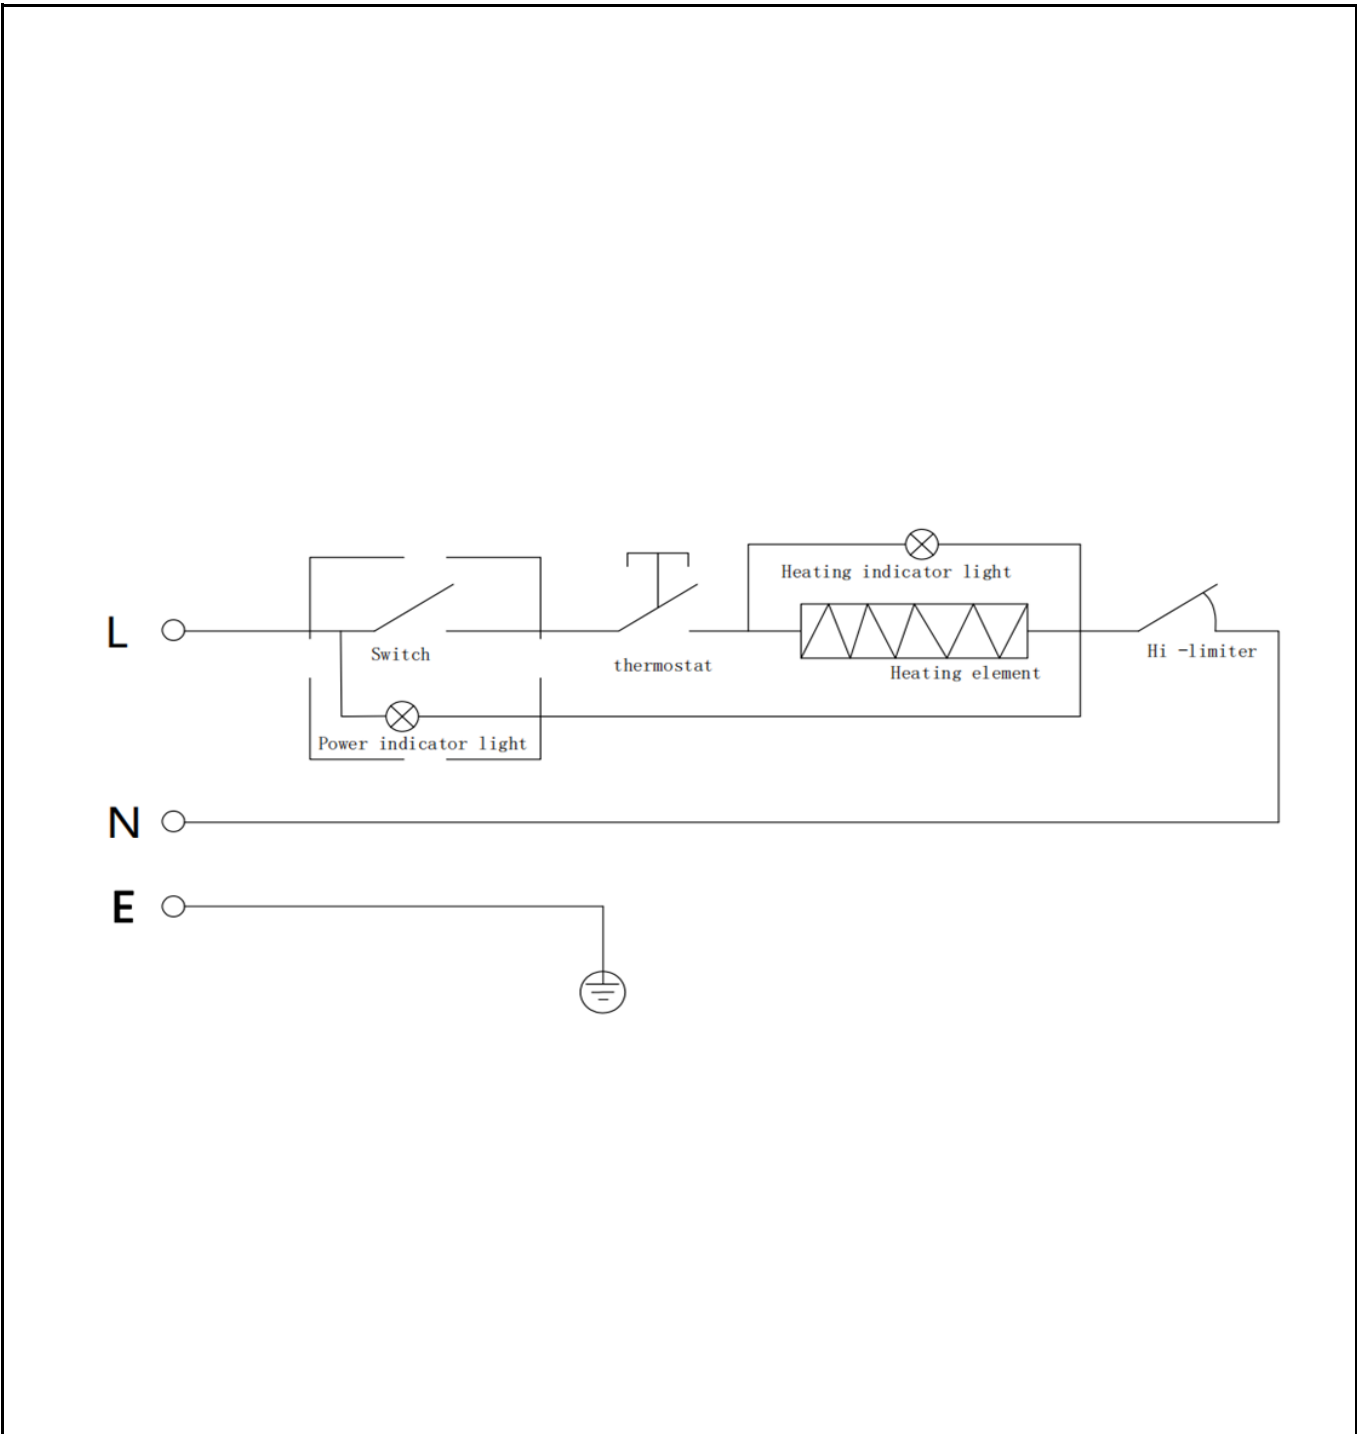 Heating indicator light
L
Switch
thermostat
Hi -limiter
Heating element
Power indicator light
N
E